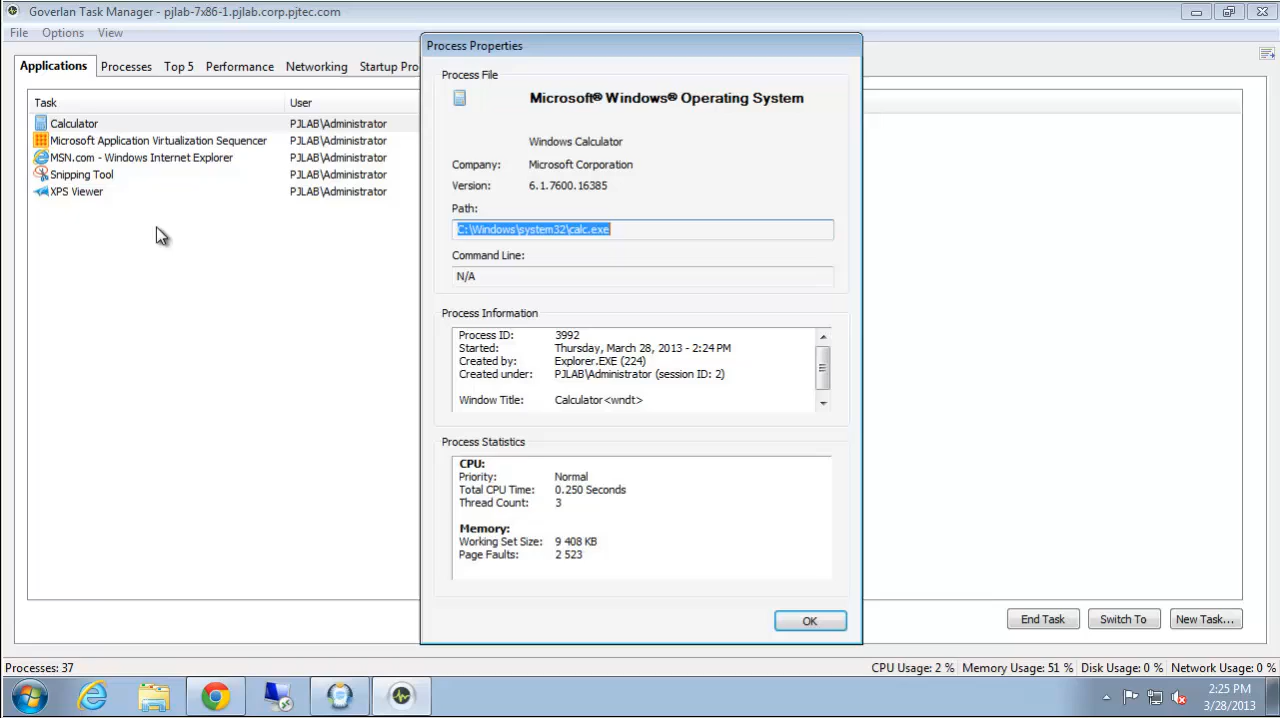 Goverlan Task Manager - pjlab-7x86-1.pjlab.corp.pjtec.com
File Options View
Applications Processes Top 5 Performance Networking Startup Pro
Task User
Calculator PJLAB\Administrator
Microsoft Application Virtualization Sequencer PJLAB\Administrator
MSN.com - Windows Internet Explorer PJLAB\Administrator
Snipping Tool PJLAB\Administrator
XPS Viewer PJLAB\Administrator
Process Properties
Process File
Microsoft® Windows® Operating System
Windows Calculator
Company: Microsoft Corporation
Version: 6.1.7600.16385
Path:
C:\Windows\system32\calc.exe
Command Line:
N/A
Process Information
Process ID: 3992
Started: Thursday, March 28, 2013 - 2:24 PM
Created by: Explorer.EXE (224)
Created under: PJLAB\Administrator (session ID: 2)
Window Title: Calculator<wndt>
Process Statistics
CPU:
Priority: Normal
Total CPU Time: 0.250 Seconds
Thread Count: 3
Memory:
Working Set Size: 9 408 KB
Page Faults: 2 523
OK
End Task Switch To New Task...
Processes: 37 CPU Usage: 2 % Memory Usage: 51 % Disk Usage: 0 % Network Usage: 0 %
2:25 PM
3/28/2013